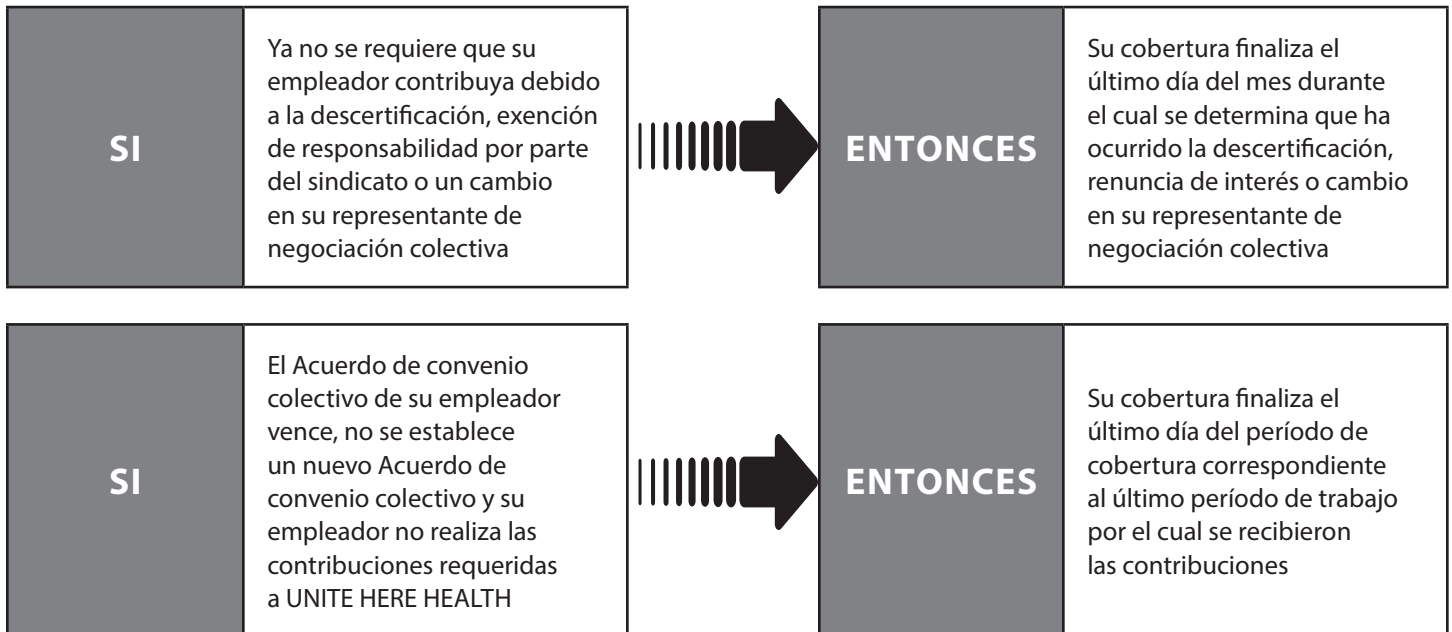 SI
Ya no se requiere que su
empleador contribuya debido
a la descertificación, exención
de responsabilidad por parte
del sindicato o un cambio
en su representante de
negociación colectiva
ENTONCES
Su cobertura finaliza el
último día del mes durante
el cual se determina que ha
ocurrido la descertificación,
renuncia de interés o cambio
en su representante de
negociación colectiva
SI
El Acuerdo de convenio
colectivo de su empleador
vence, no se establece
un nuevo Acuerdo de
convenio colectivo y su
empleador no realiza las
contribuciones requeridas
a UNITE HERE HEALTH
ENTONCES
Su cobertura finaliza el
último día del período de
cobertura correspondiente
al último período de trabajo
por el cual se recibieron
las contribuciones